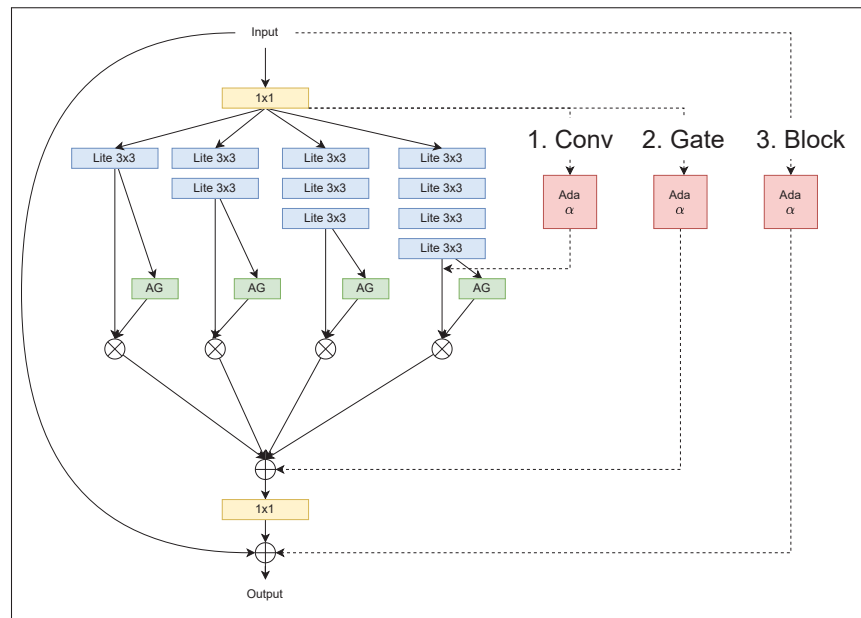 Input
1x1
1. Conv 2. Gate 3. Block
Lite 3x3 Lite 3x3 Lite 3x3 Lite 3x3
Lite 3x3 Lite 3x3 Lite 3x3
Lite 3x3 Lite 3x3
Lite 3x3
Ada Ada Ada
α α α
AG AG AG AG
1x1
Output